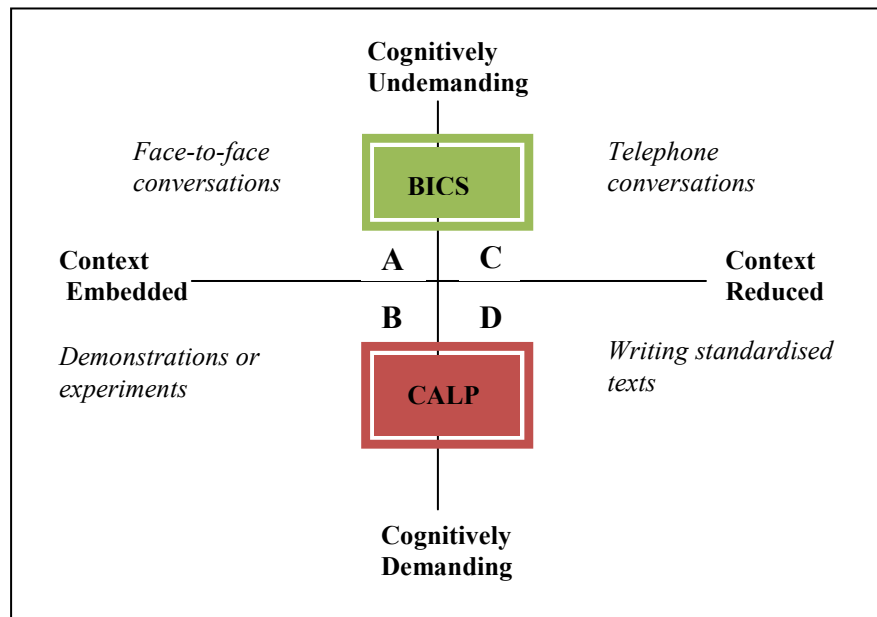 Cognitively
Undemanding
Face-to-face
conversations
BICS
Telephone
conversations
Context
Embedded
A
C
Context
Reduced
B
D
Demonstrations or
experiments
CALP
Writing standardised
texts
Cognitively
Demanding